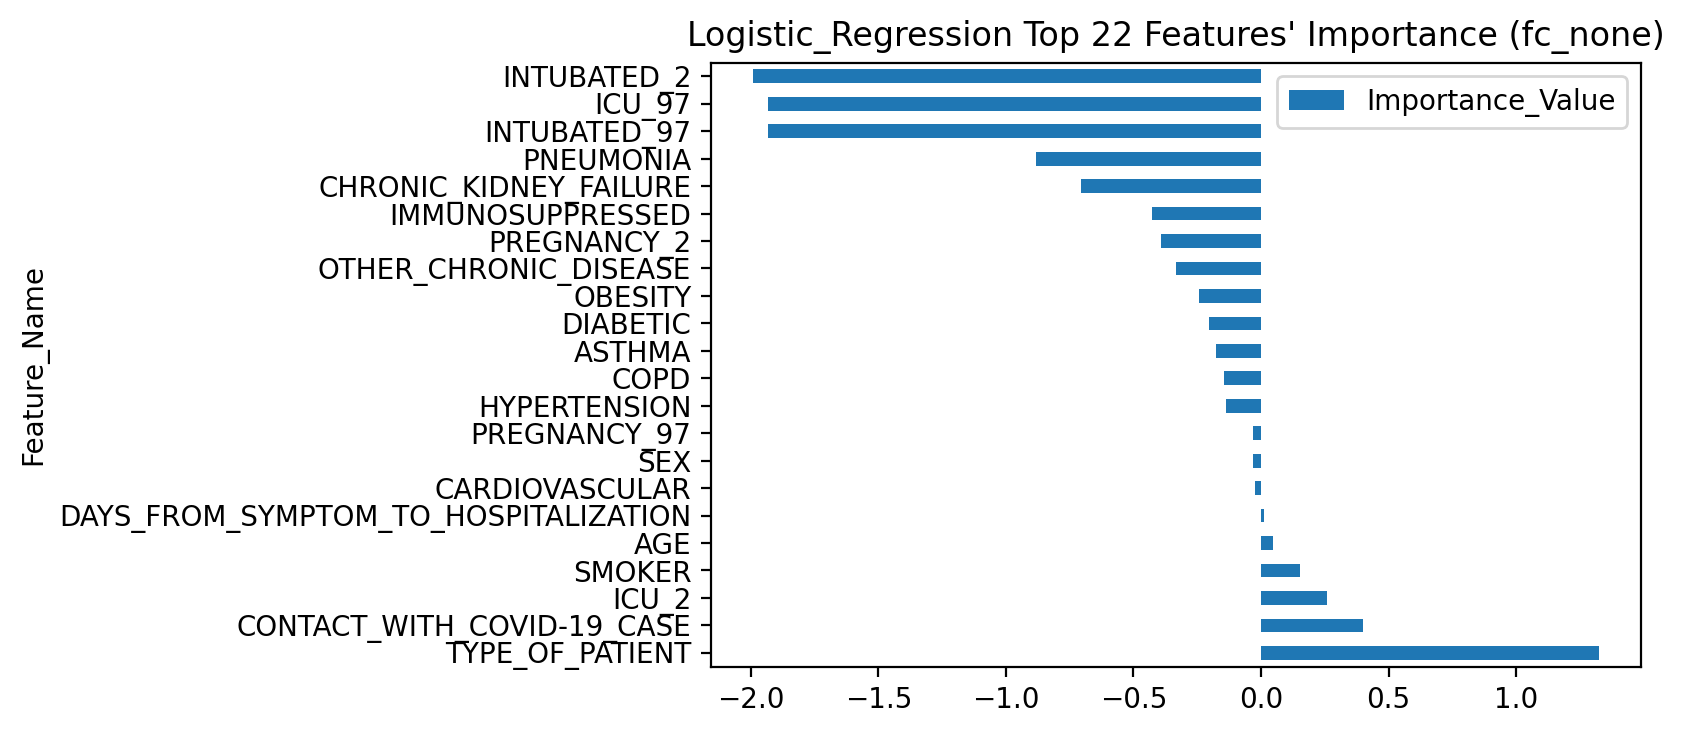 Logistic_Regression Top 22 Features' Importance (fc_none)
Importance_Value
Feature_Name
INTUBATED_2
ICU_97
INTUBATED_97
PNEUMONIA
CHRONIC_KIDNEY_FAILURE
IMMUNOSUPPRESSED
PREGNANCY_2
OTHER_CHRONIC_DISEASE
OBESITY
DIABETIC
ASTHMA
COPD
HYPERTENSION
PREGNANCY_97
SEX
CARDIOVASCULAR
DAYS_FROM_SYMPTOM_TO_HOSPITALIZATION
AGE
SMOKER
ICU_2
CONTACT_WITH_COVID-19_CASE
TYPE_OF_PATIENT
−2.0 −1.5 −1.0 −0.5 0.0 0.5 1.0